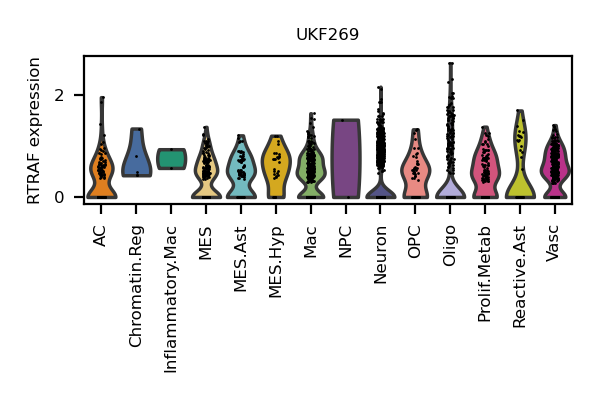 UKF269
RTRAF expression
2
0
AC
Chromatin.Reg
Inflammatory.Mac
MES
MES.Ast
MES.Hyp
Mac
NPC
Neuron
OPC
Oligo
Prolif.Metab
Reactive.Ast
Vasc